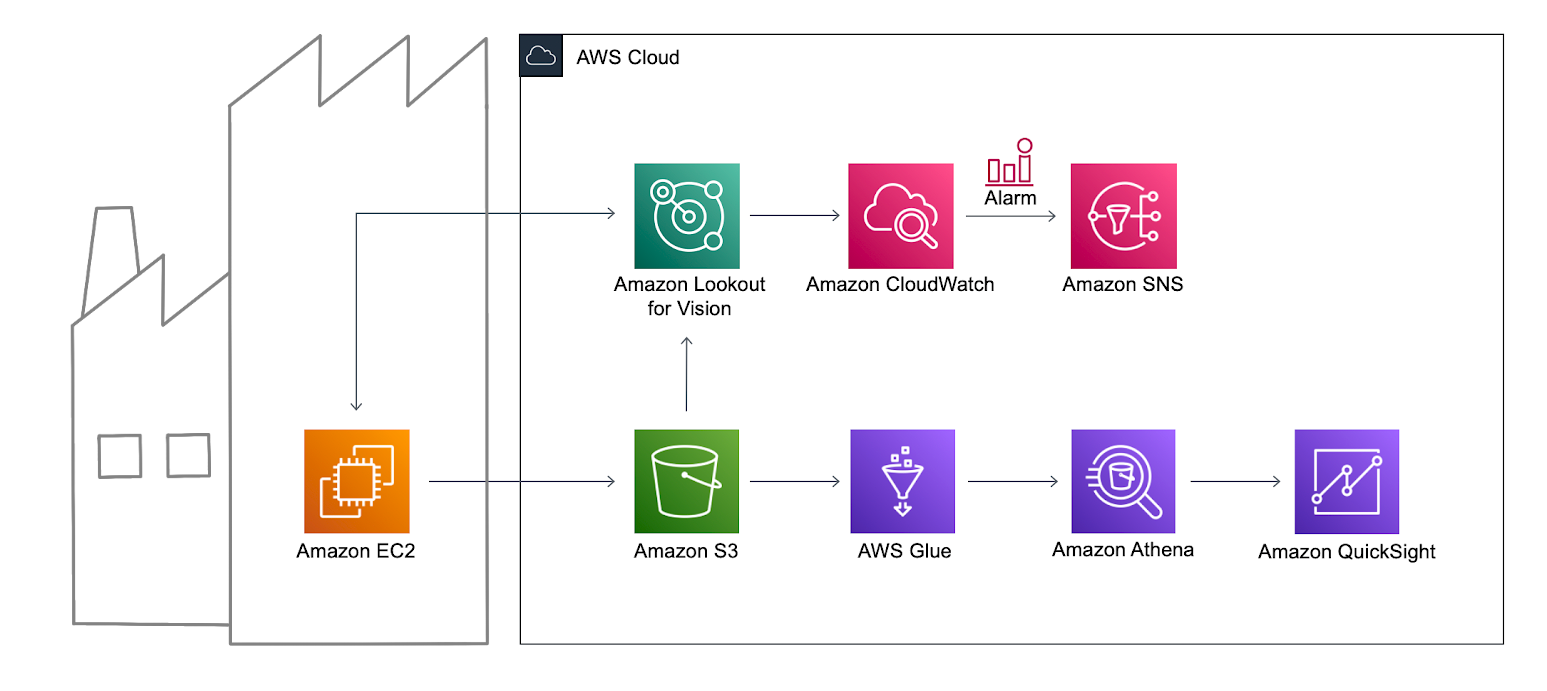 AWS Cloud
Alarm
Amazon Lookout
for Vision
Amazon CloudWatch
Amazon SNS
Amazon EC2
Amazon S3
AWS Glue
Amazon Athena
Amazon QuickSight